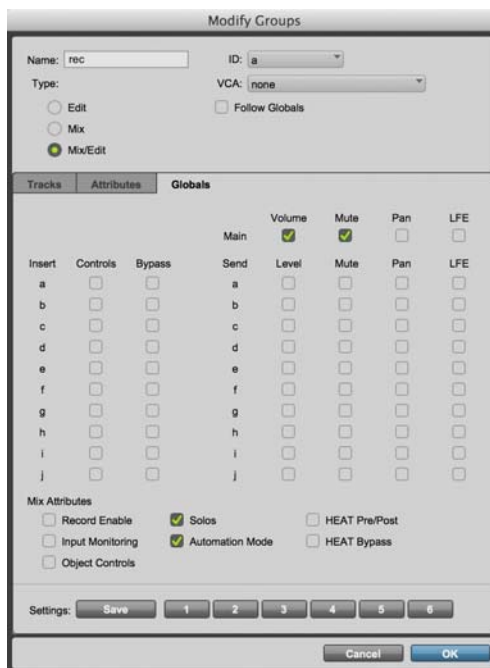 Modify Groups
Name: rec ID: a
Type: VCA: none
Edit Follow Globals
Mix
Mix/Edit
Tracks Attributes Globals
Volume Mute Pan LFE
Main
Insert Controls Bypass Send Level Mute Pan LFE
a a
b b
c c
d d
e e
f f
g g
h h
i i
j j
Mix Attributes
Record Enable Solos HEAT Pre/Post
Input Monitoring Automation Mode HEAT Bypass
Object Controls
Settings: Save 1 2 3 4 5 6
Cancel OK